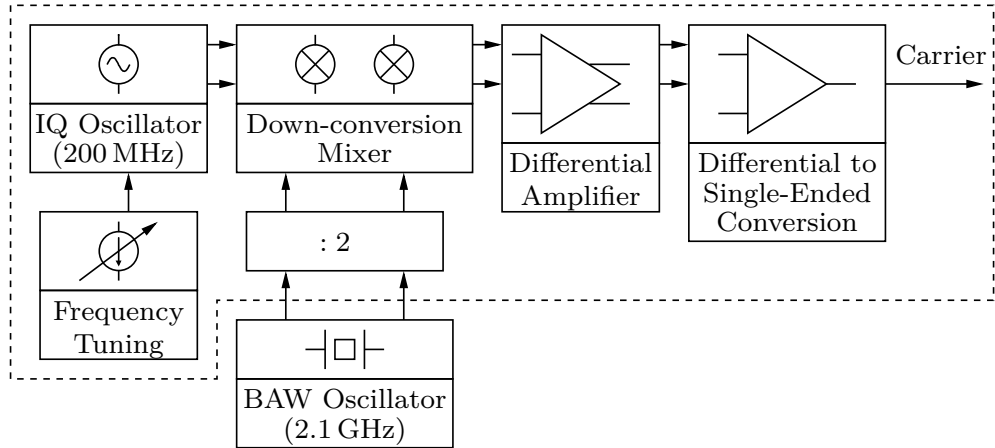 IQ Oscillator
(200 MHz)
Down-conversion
Mixer
Differential
Amplifier
Differential to
Single-Ended
Conversion
Carrier
: 2
Frequency
Tuning
BAW Oscillator
(2.1 GHz)